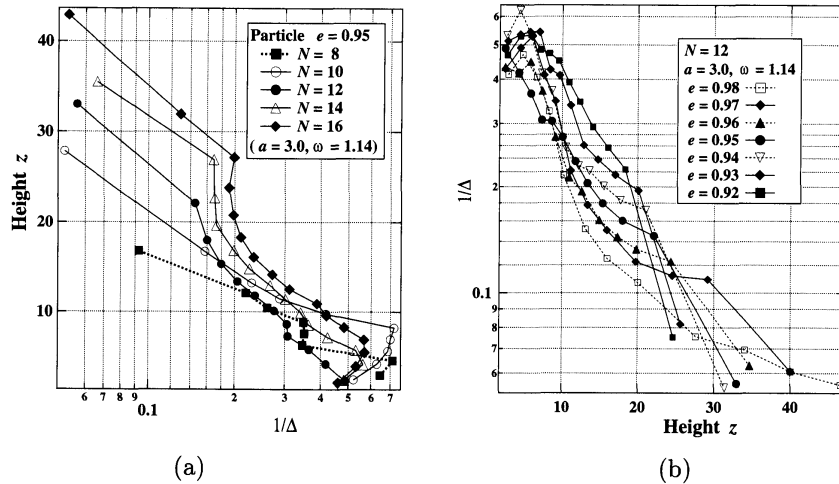 40
30
20
10
Height z
Particle e = 0.95
N = 8
N = 10
N = 12
N = 14
N = 16
( a = 3.0, ω = 1.14)
6 7 8 9 0.1 2 3 4 5 6 7
1/Δ
(a)
6
5
4
3
2
0.1
9
8
7
6
1/Δ
N = 12
a = 3.0, ω = 1.14
e = 0.98
e = 0.97
e = 0.96
e = 0.95
e = 0.94
e = 0.93
e = 0.92
10 20 30 40
Height z
(b)